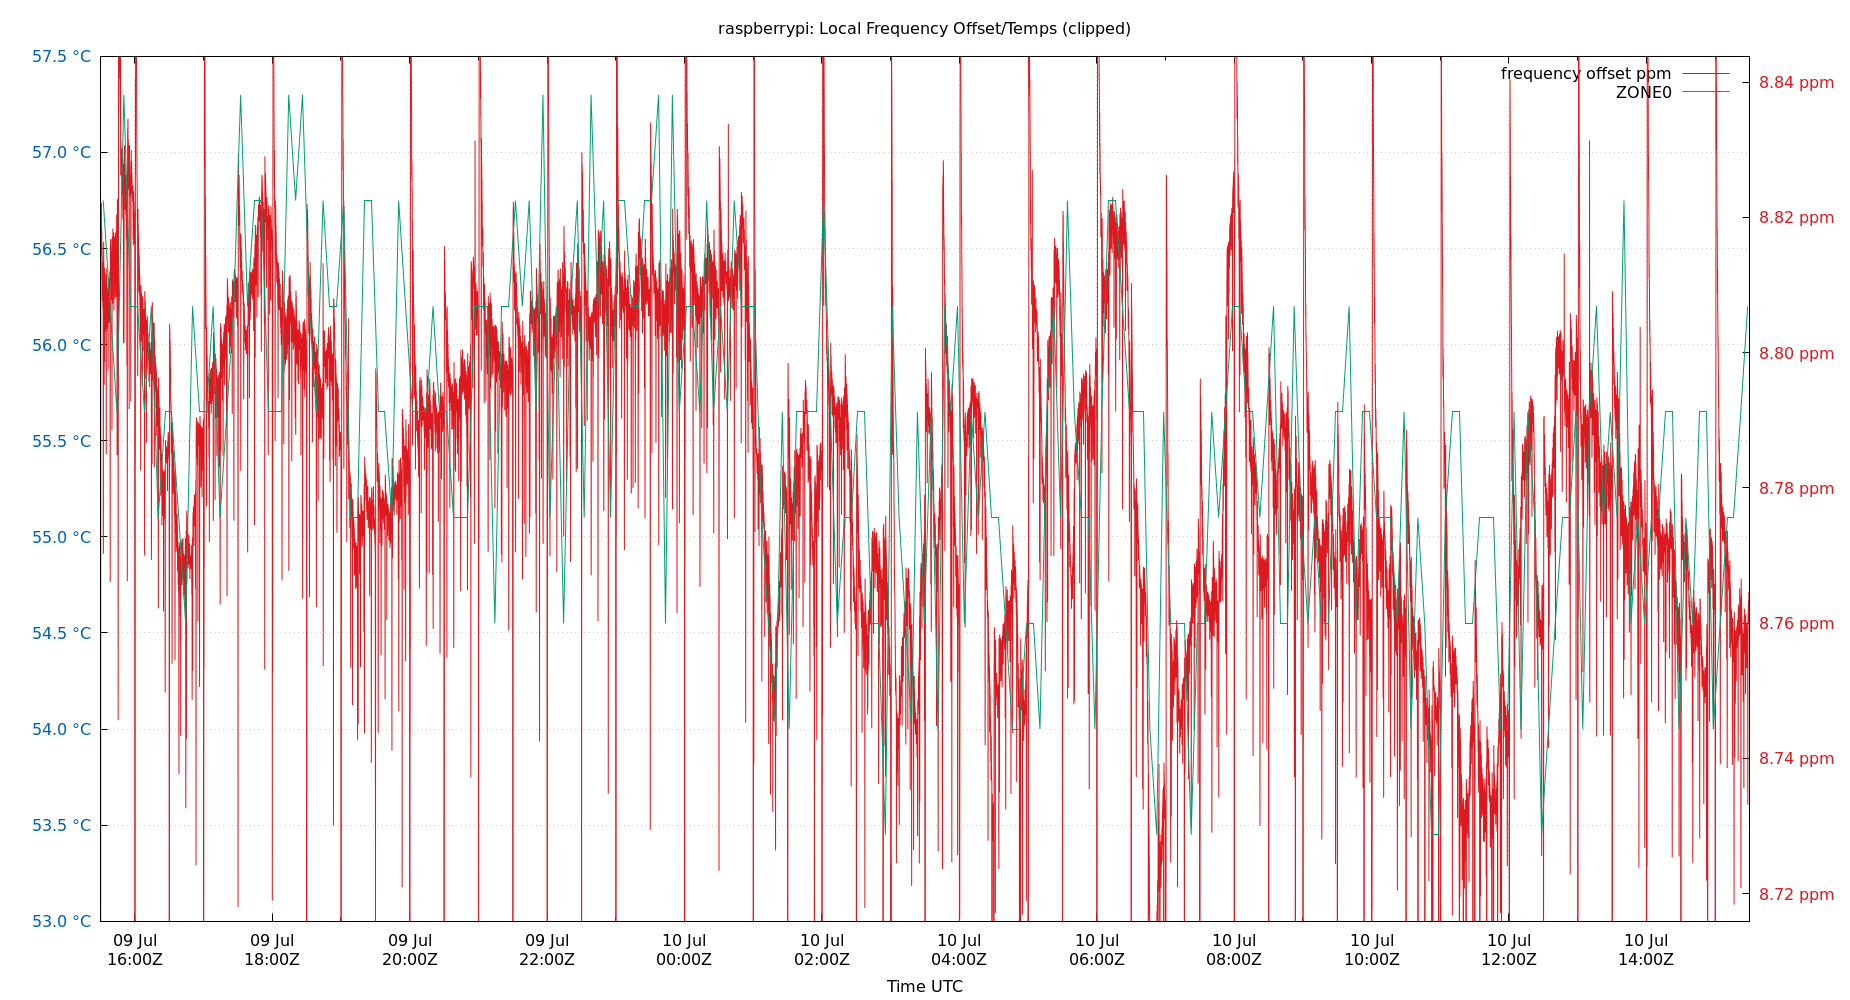 raspberrypi: Local Frequency Offset/Temps (clipped)
frequency offset ppm
ZONE0
57.5 °C
57.0 °C
56.5 °C
56.0 °C
55.5 °C
55.0 °C
54.5 °C
54.0 °C
53.5 °C
53.0 °C
8.84 ppm
8.82 ppm
8.80 ppm
8.78 ppm
8.76 ppm
8.74 ppm
8.72 ppm
09 Jul 09 Jul 09 Jul 09 Jul 10 Jul 10 Jul 10 Jul 10 Jul 10 Jul 10 Jul 10 Jul 10 Jul
16:00Z 18:00Z 20:00Z 22:00Z 00:00Z 02:00Z 04:00Z 06:00Z 08:00Z 10:00Z 12:00Z 14:00Z
Time UTC